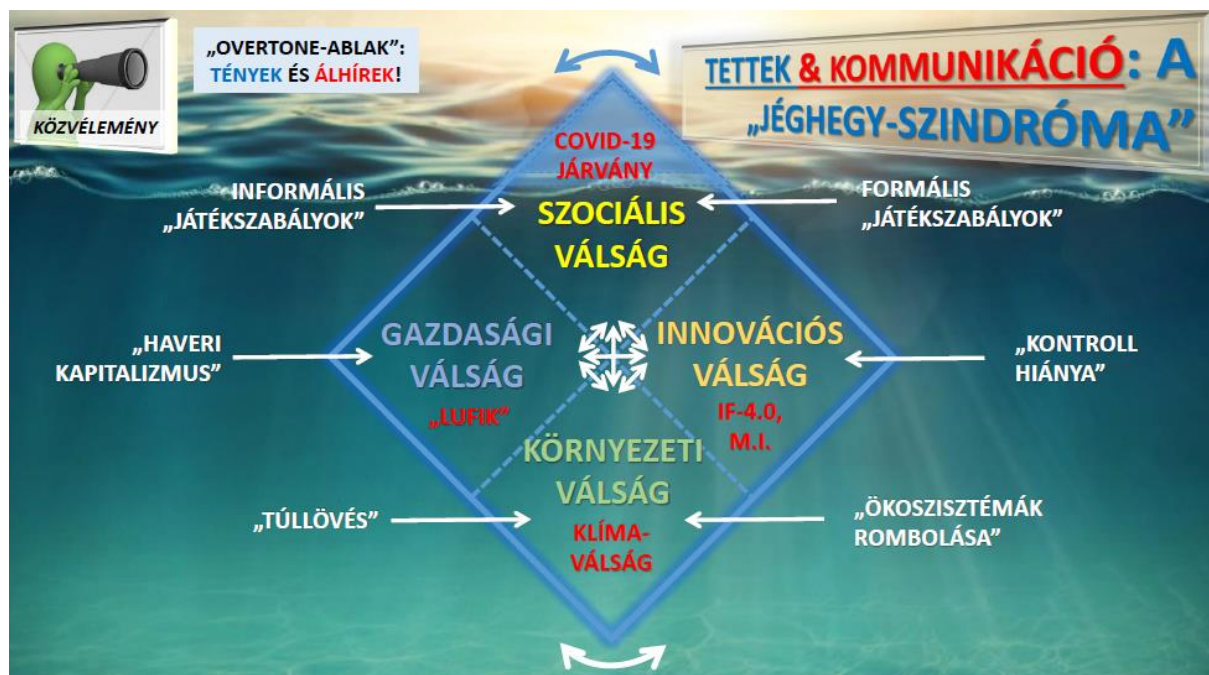 „OVERTONE-ABLAK”:
TÉNYEK ÉS ÁLHÍREK!
KÖZVÉLEMÉNY
TETTEK & KOMMUNIKÁCIÓ: A
„JÉGHEGY-SZINDRÓMA”
COVID-19
JÁRVÁNY
INFORMÁLIS
„JÁTÉKSZABÁLYOK”
SZOCIÁLIS
VÁLSÁG
FORMÁLIS
„JÁTÉKSZABÁLYOK”
„HAVERI
KAPITALIZMUS”
GAZDASÁGI
VÁLSÁG
„LUFIK”
INNOVÁCIÓS
VÁLSÁG
IF-4.0,
M.I.
„KONTROLL
HIÁNYA”
KÖRNYEZETI
VÁLSÁG
KLÍMA-
VÁLSÁG
„TÚLLÖVÉS”
„ÖKOSZISZTÉMÁK
ROMBOLÁSA”